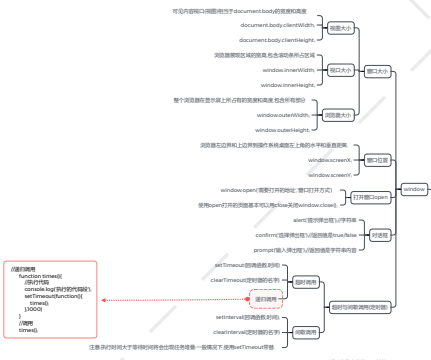 可见内容视口(视图)相当于document.body的宽度和高度
document.body.clientWidth;
视图大小
document.body.clientHeight;
浏览器窗口区域的宽高,包含滚动条所占区域
window.innerWidth;
视口大小
窗口大小
window.innerHeight;
整个浏览器在显示屏上所占有的宽度和高度,包含所有部分
window.outerWidth;
浏览器大小
window.outerHeight;
浏览器左边界和上边界到操作系统桌面左上角的水平和垂直距离
window.screenX;
窗口位置
window.screenY;
window.open('需要打开的地址','窗口打开方式')
打开窗口open
使用open打开的页面基本可以用close关闭window.close();
window
alert('提示弹出框');//字符串
confirm('选择弹出框');//返回值是true/false
对话框
prompt('输入弹出框');//返回值是字符串内容
setTimeout(回调函数,时间)
clearTimeout(定时器的名字)
超时调用
递归调用
//递归调用
function times(){
//执行代码
console.log('执行的代码段');
setTimeout(function(){
times();
},1000)
}
//调用
times();
超时与间歇调用(定时器)
setInterval(回调函数,时间)
clearInterval(定时器的名字)
间歇调用
注意,执行时间大于等待时间将会出现任务堆叠,一般情况下,使用setTimeout替替